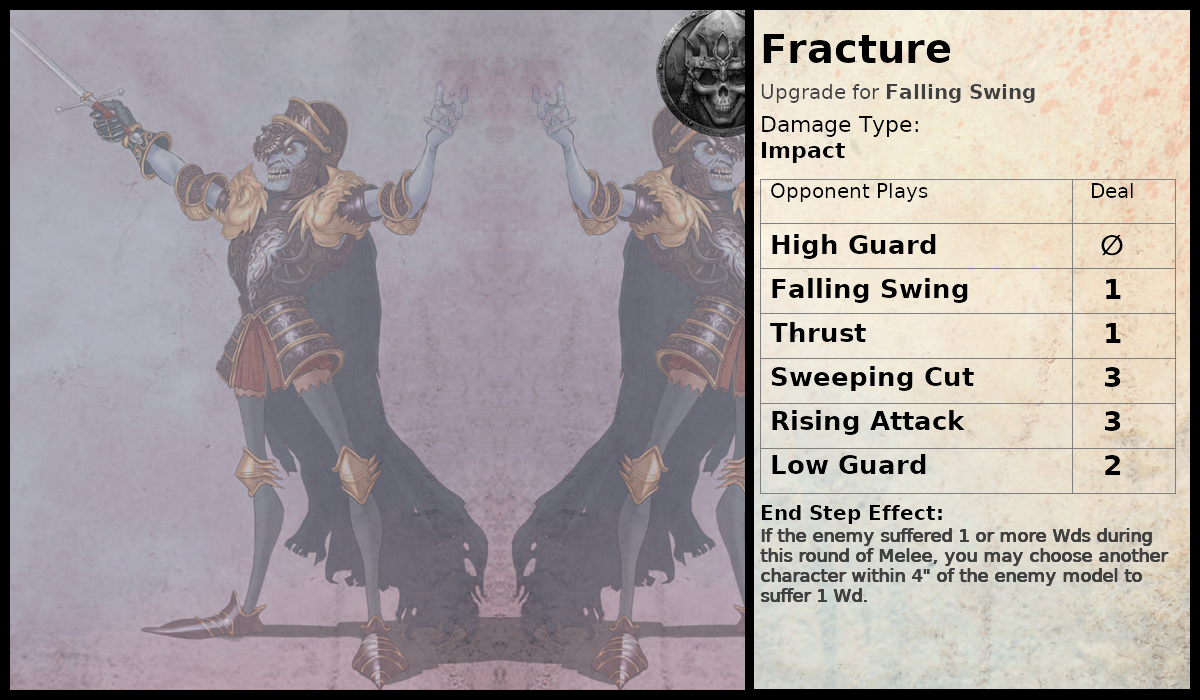 Fracture
Upgrade for Falling Swing
Damage Type:
Impact
Opponent Plays Deal
High Guard ∅
Falling Swing 1
Thrust 1
Sweeping Cut 3
Rising Attack 3
Low Guard 2
End Step Effect:
If the enemy suffered 1 or more Wds during
this round of Melee, you may choose another
character within 4" of the enemy model to
suffer 1 Wd.